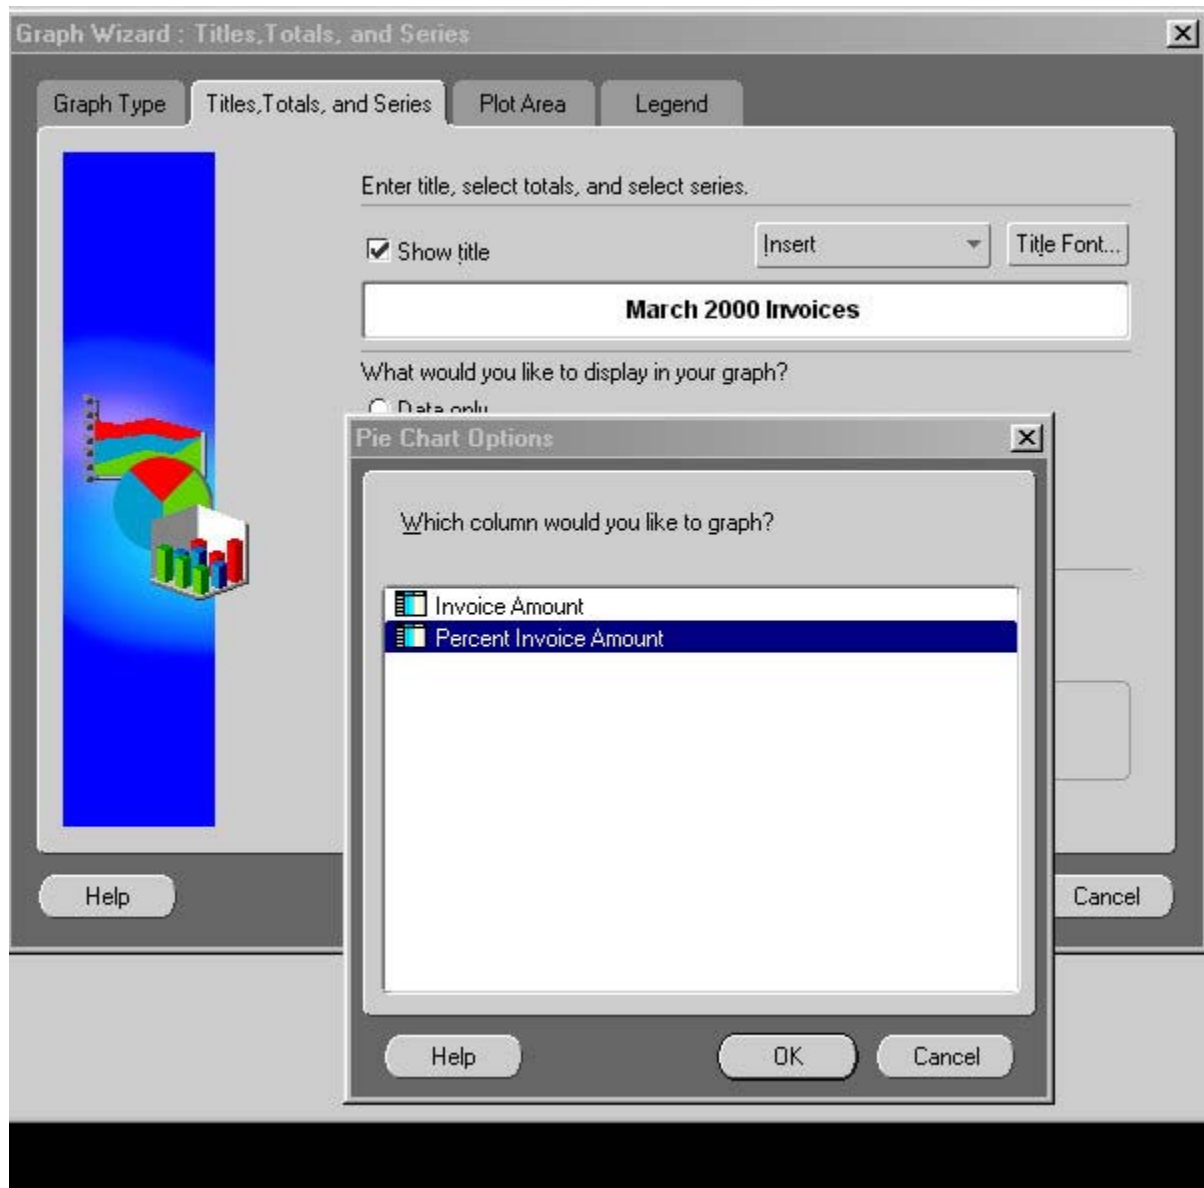 Graph Wizard : Titles,Totals, and Series
Graph Type Titles,Totals, and Series Plot Area Legend
Enter title, select totals, and select series.
Show title Insert Title Font...
March 2000 Invoices
What would you like to display in your graph?
Data only
Pie Chart Options
Which column would you like to graph?
Invoice Amount
Percent Invoice Amount
Help Cancel
Help OK Cancel